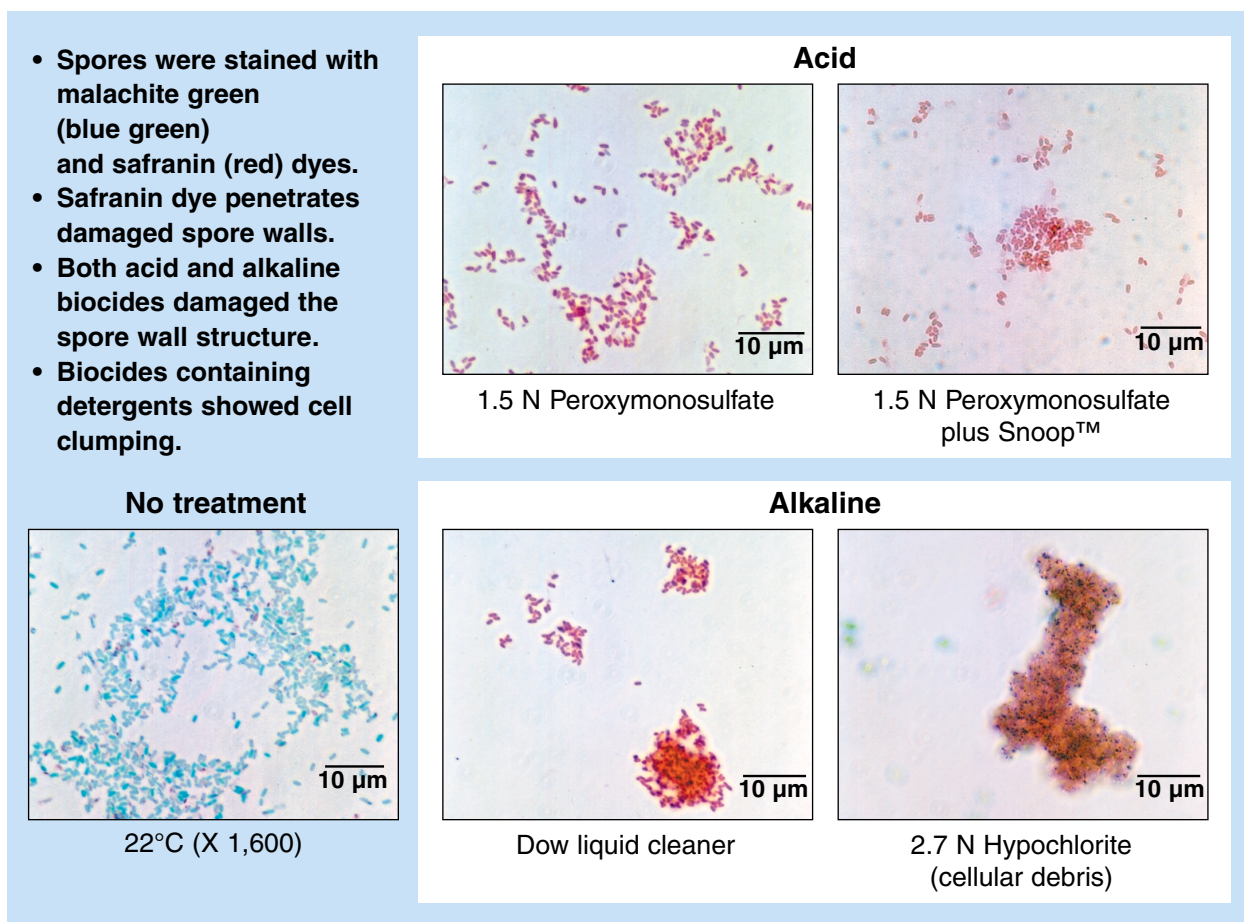 • Spores were stained with
malachite green
(blue green)
and safranin (red) dyes.
• Safranin dye penetrates
damaged spore walls.
• Both acid and alkaline
biocides damaged the
spore wall structure.
• Biocides containing
detergents showed cell
clumping.
Acid
10 µm
10 µm
1.5 N Peroxymonosulfate
1.5 N Peroxymonosulfate
plus Snoop™
No treatment
10 µm
22°C (X 1,600)
Alkaline
10 µm
10 µm
Dow liquid cleaner
2.7 N Hypochlorite
(cellular debris)